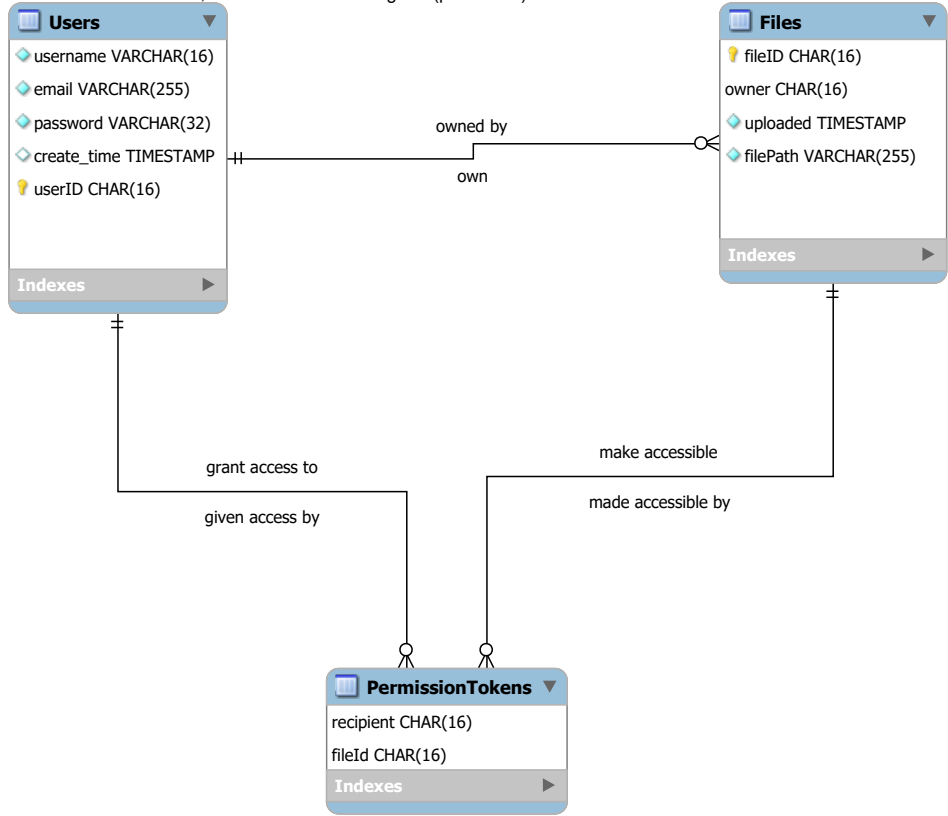 Users
username VARCHAR(16)
email VARCHAR(255)
password VARCHAR(32)
create_time TIMESTAMP
userID CHAR(16)
Indexes
owned by
own
Files
fileID CHAR(16)
owner CHAR(16)
uploaded TIMESTAMP
filePath VARCHAR(255)
Indexes
grant access to
given access by
make accessible
made accessible by
PermissionTokens
recipient CHAR(16)
fileId CHAR(16)
Indexes